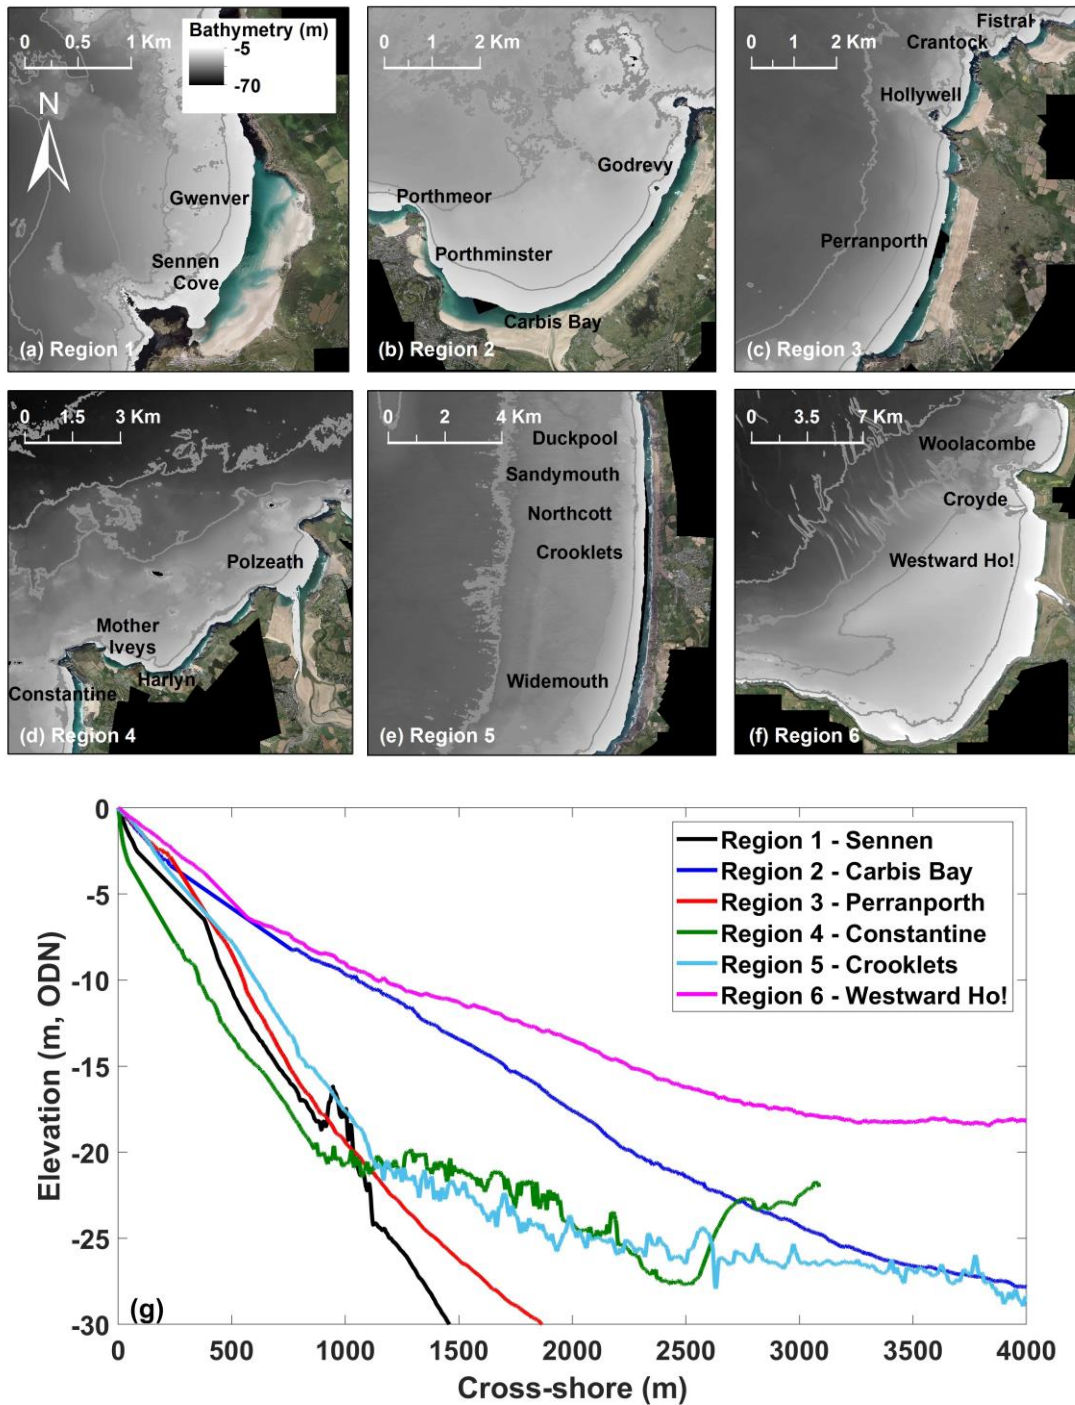 Bathymetry (m)
-5
-70
0 0.5 1 Km
N
Gwenver
Sennen
Cove
(a) Region 1
0 1 2 Km
Godrevy
Porthmeor
Porthminster
Carbis Bay
(b) Region 2
0 1 2 Km
Fistral
Crantock
Hollywell
Perranporth
(c) Region 3
0 1.5 3 Km
Polzeath
Mother
Iveys
Harlyn
Constantine
(d) Region 4
0 2 4 Km
Duckpool
Sandymouth
Northcott
Crooklets
Widemouth
(e) Region 5
0 3.5 7 Km
Woolacombe
Croyde
Westward Ho!
(f) Region 6
0
-5
-10
-15
-20
-25
-30
Elevation (m, ODN)
Region 1 - Sennen
Region 2 - Carbis Bay
Region 3 - Perranporth
Region 4 - Constantine
Region 5 - Crooklets
Region 6 - Westward Ho!
(g)
0 500 1000 1500 2000 2500 3000 3500 4000
Cross-shore (m)